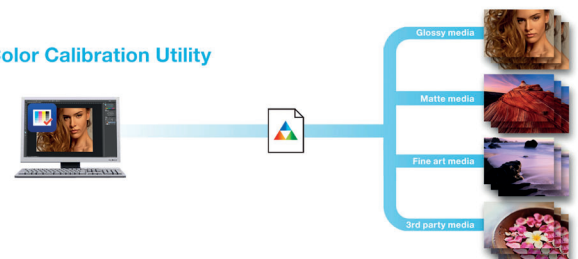 olor Calibration Utility
Glossy media
Matte media
Fine art media
3rd party media